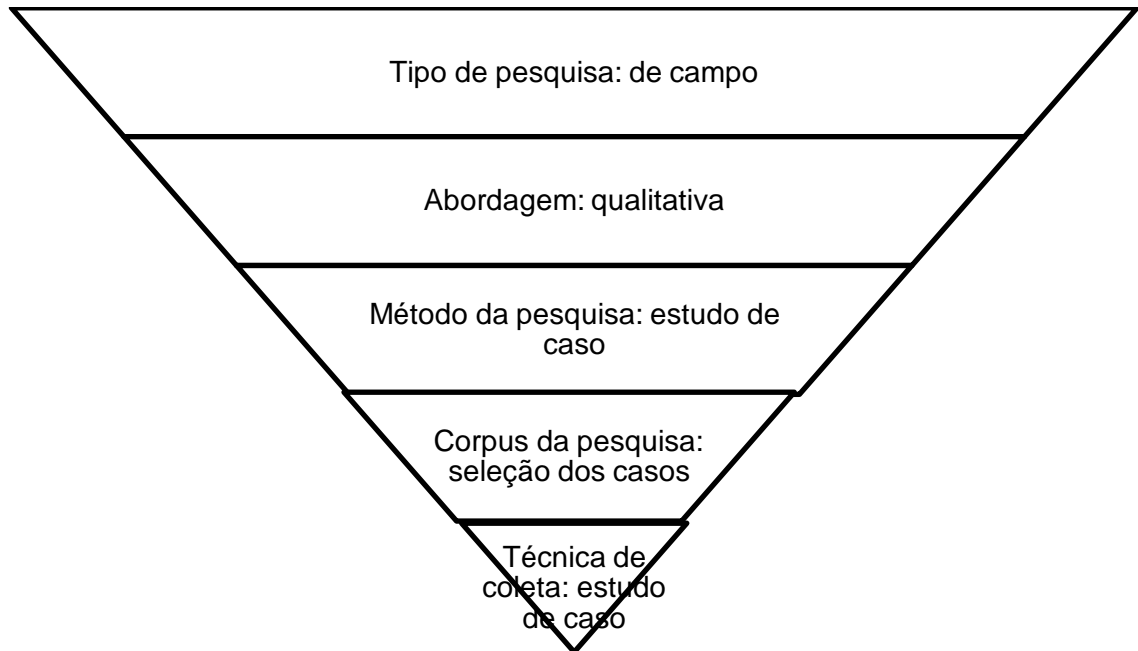 Tipo de pesquisa: de campo
Abordagem: qualitativa
Método da pesquisa: estudo de
caso
Corpus da pesquisa:
seleção dos casos
Técnica de
coleta: estudo
de caso